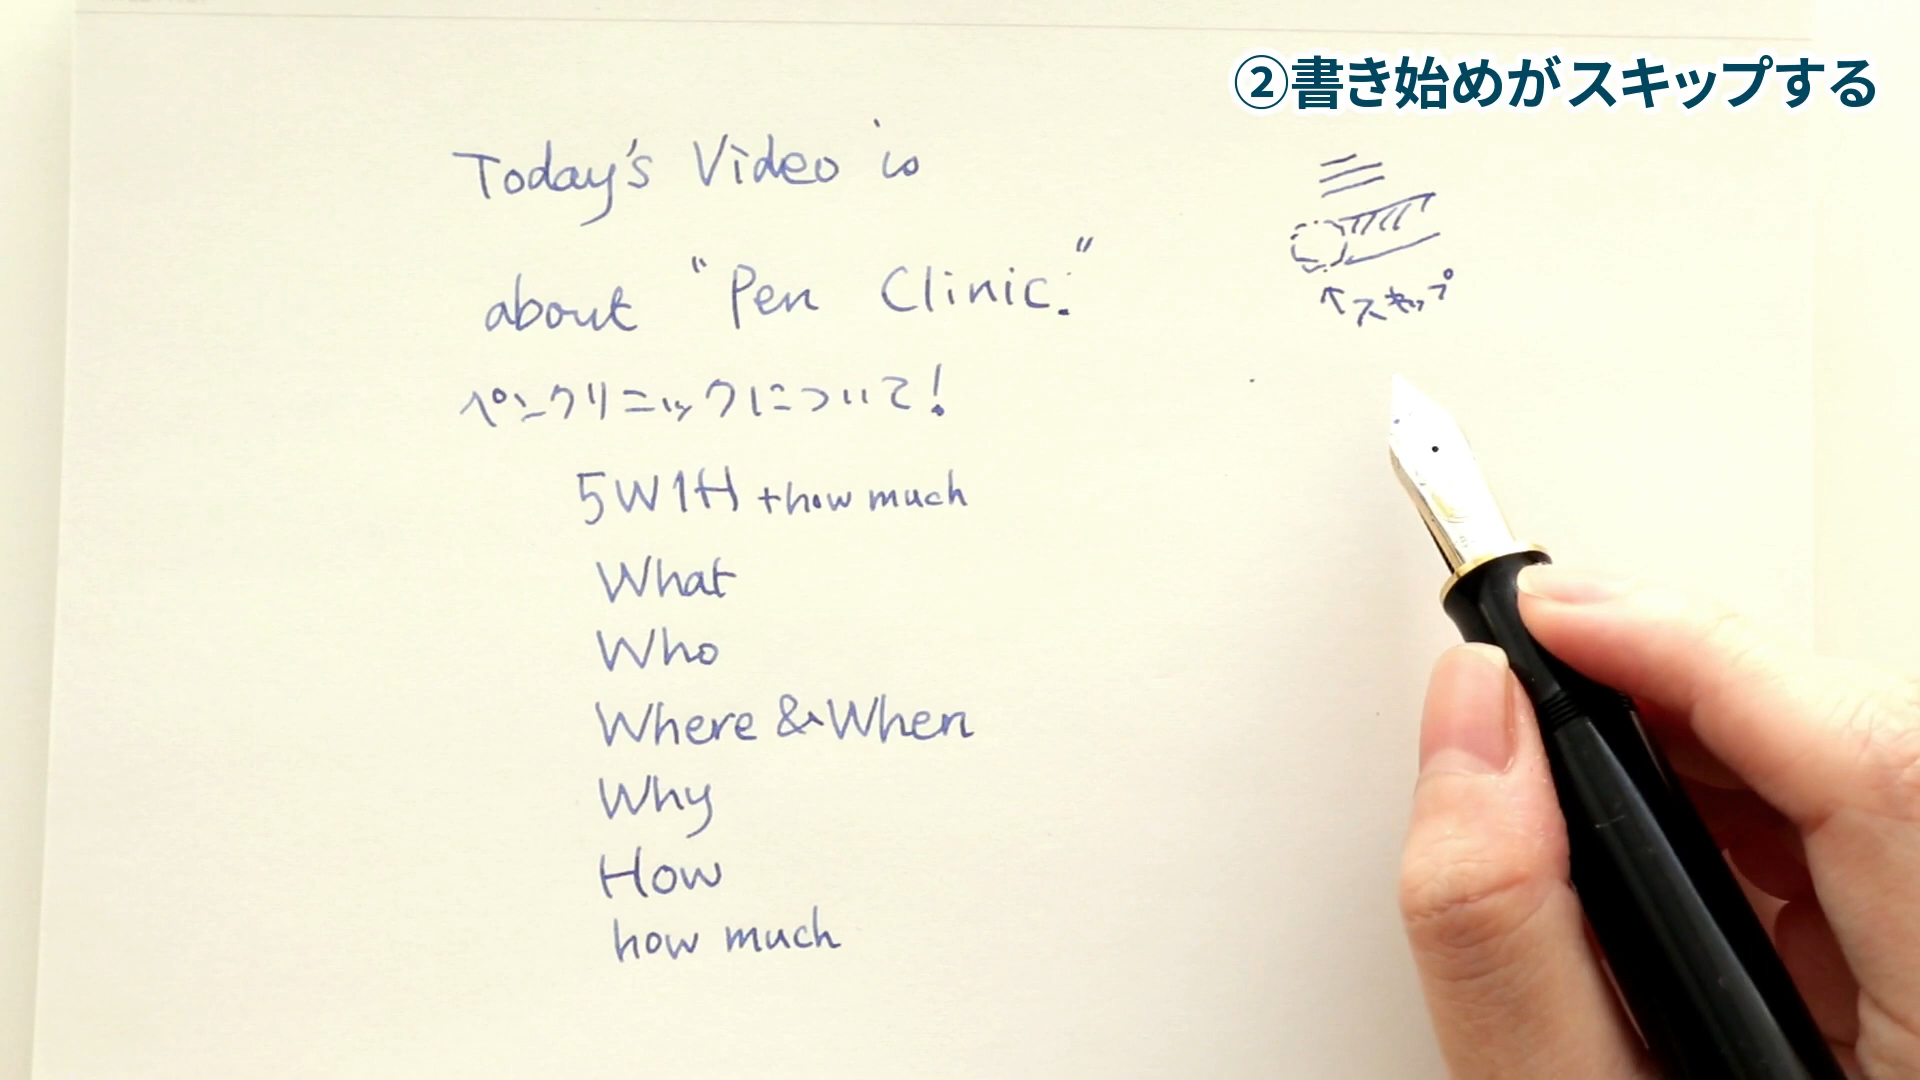 ②書き始めがスキップする
Today's Video is
about "Pen Clinic."
ペンクリニックについて!
5W1H +how much
What
Who
Where & When
Why
How
how much
↑スキップ